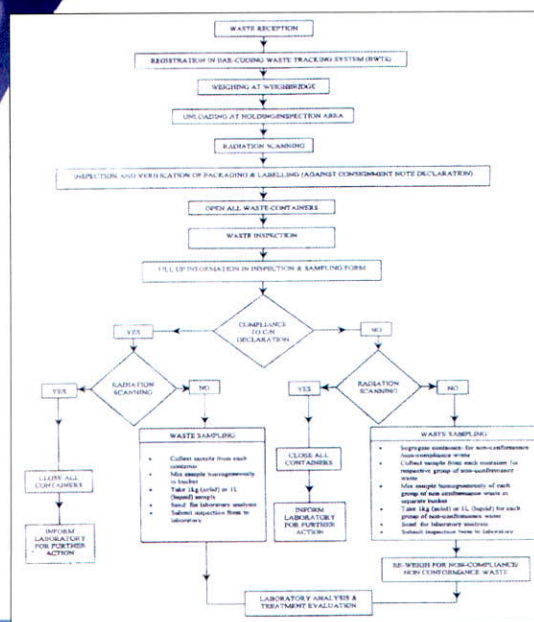 WASTE RECEPTION
REGISTRATION IN BAR-CODING WASTE TRACKING SYSTEM (BWTS)
WEIGHING AT WEIGHBRIDGE
UNLOADING AT HOLDING/INSPECTION AREA
RADIATION SCANNING
INSPECTION AND VERIFICATION OF PACKAGING & LABELLING (AGAINST CONSIGNMENT NOTE DECLARATION)
OPEN ALL WASTE CONTAINERS
WASTE INSPECTION
FILL UP INFORMATION IN INSPECTION & SAMPLING FORM
COMPLIANCE
TO C/N
DECLARATION
YES
NO
RADIATION
SCANNING
YES
NO
CLOSE ALL
CONTAINERS
INFORM
LABORATORY
FOR FURTHER
ACTION
WASTE SAMPLING
• Collect sample from each
container
• Mix sample homogeneously
in bucket
• Take 1kg (solid) or 1L
(liquid) sample
• Send for laboratory analysis
• Submit inspection form to
laboratory
RADIATION
SCANNING
YES
NO
CLOSE ALL
CONTAINERS
INFORM
LABORATORY
FOR FURTHER
ACTION
WASTE SAMPLING
• Segregate containers for non-conformance
/non-compliance
waste
• Collect sample from each container for
respective group of non-conformance
waste
• Mix sample homogeneously of each
group of non-conformance waste in
separate bucket
• Take 1kg (solid) or 1L (liquid) for each
group of non-conformance waste
• Send for laboratory analysis
• Submit inspection form to laboratory
RE-WEIGH FOR NON-COMPLIANCE/
NON CONFORMANCE WASTE
LABORATORY ANALYSIS &
TREATMENT EVALUATION